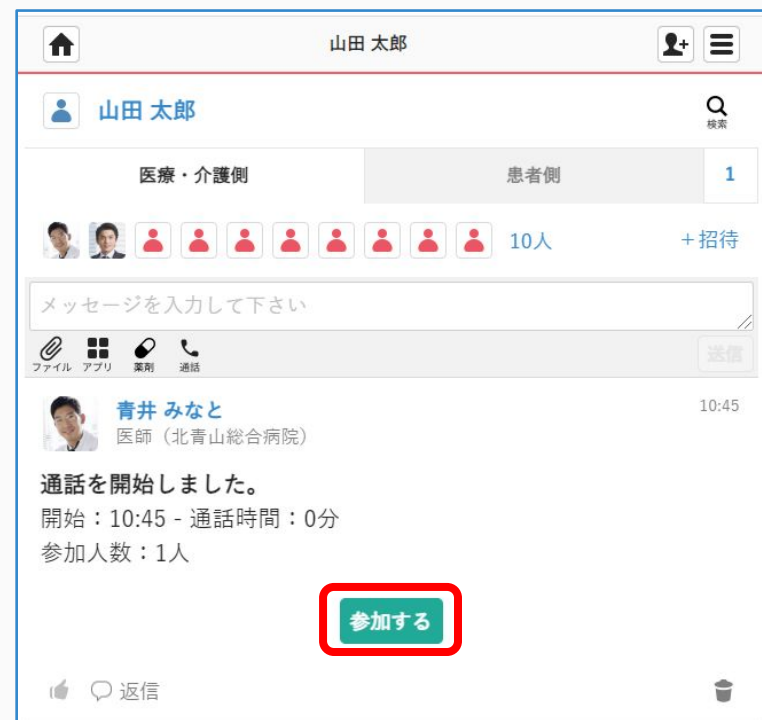 山田 太郎
山田 太郎
検索
医療・介護側 患者側 1
10人 +招待
メッセージを入力して下さい
ファイル アプリ 薬剤 通話 送信
青井 みなと 10:45
医師（北青山総合病院）
通話を開始しました。
開始：10:45 - 通話時間：0分
参加人数：1人
参加する
返信